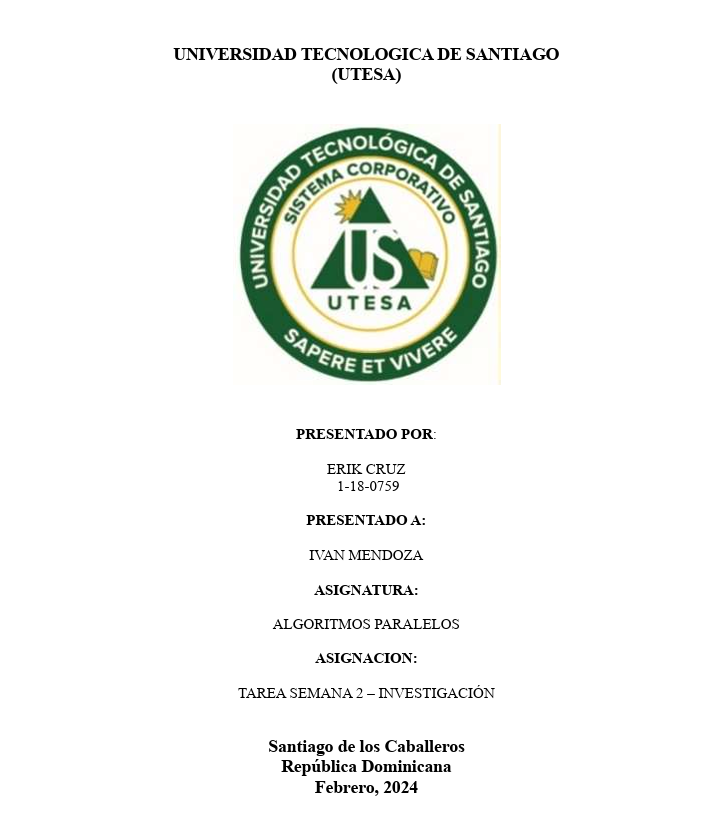 UNIVERSIDAD TECNOLOGICA DE SANTIAGO
(UTESA)
UNIVERSIDAD TECNOLÓGICA DE SANTIAGO
SISTEMA CORPORATIVO
US
UTESA
SAPERE ET VIVERE
PRESENTADO POR:
ERIK CRUZ
1-18-0759
PRESENTADO A:
IVAN MENDOZA
ASIGNATURA:
ALGORITMOS PARALELOS
ASIGNACION:
TAREA SEMANA 2 – INVESTIGACIÓN
Santiago de los Caballeros
República Dominicana
Febrero, 2024